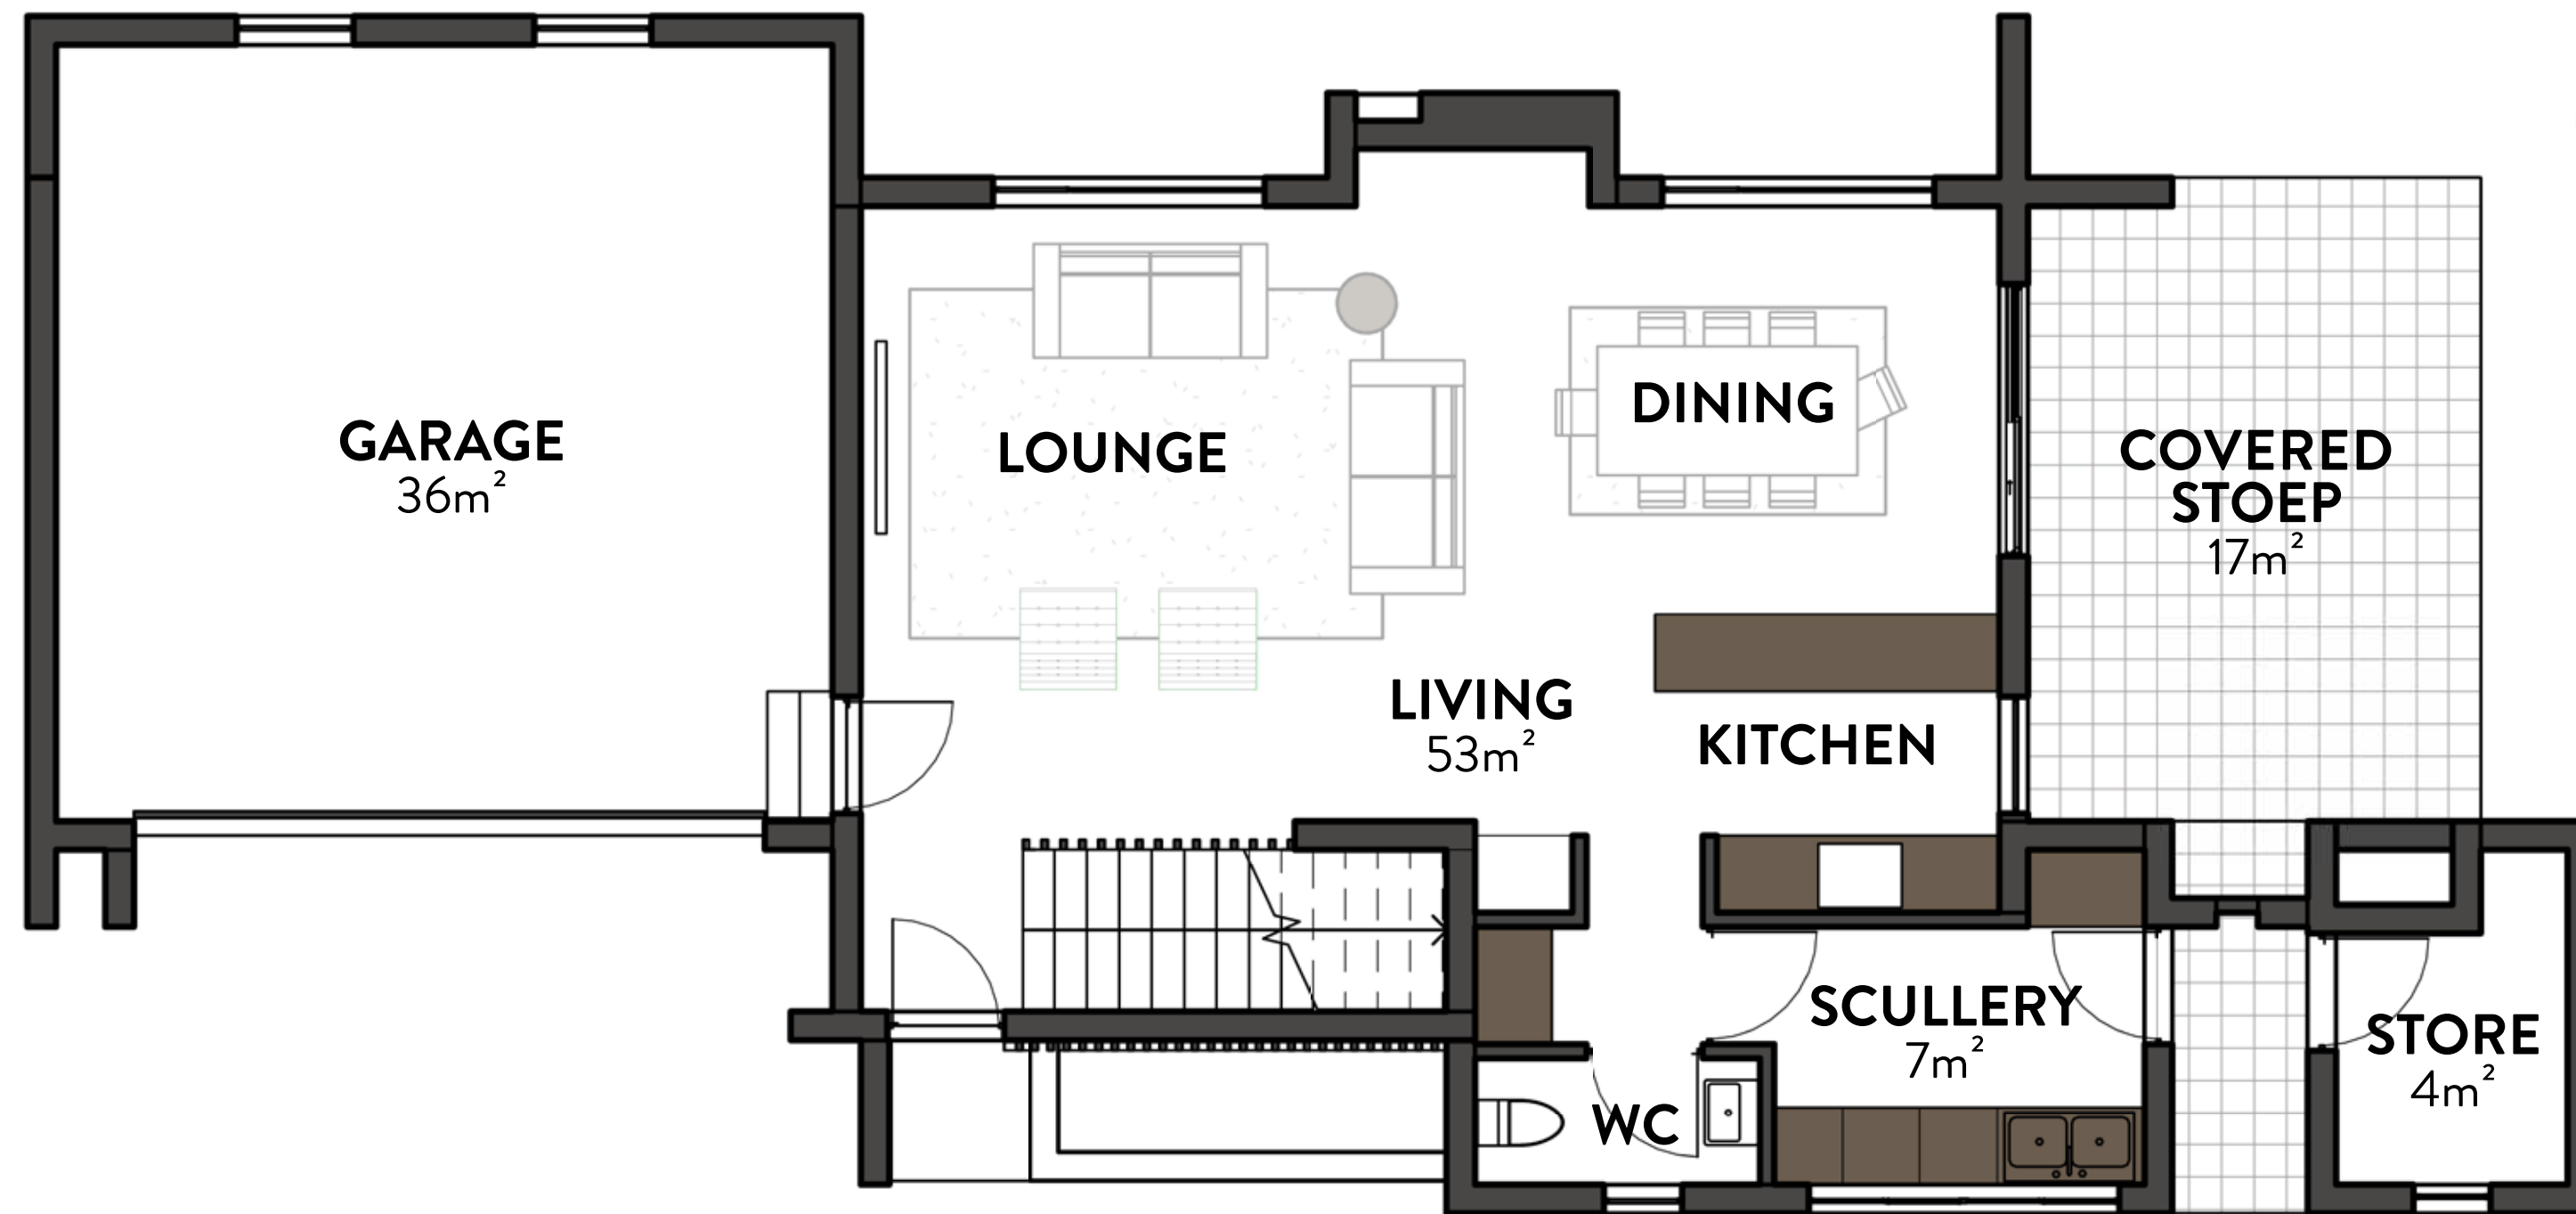 GARAGE
36m²
LOUNGE
DINING
COVERED
STOEP
17m²
LIVING
53m²
KITCHEN
SCULLERY
7m²
STORE
4m²
WC